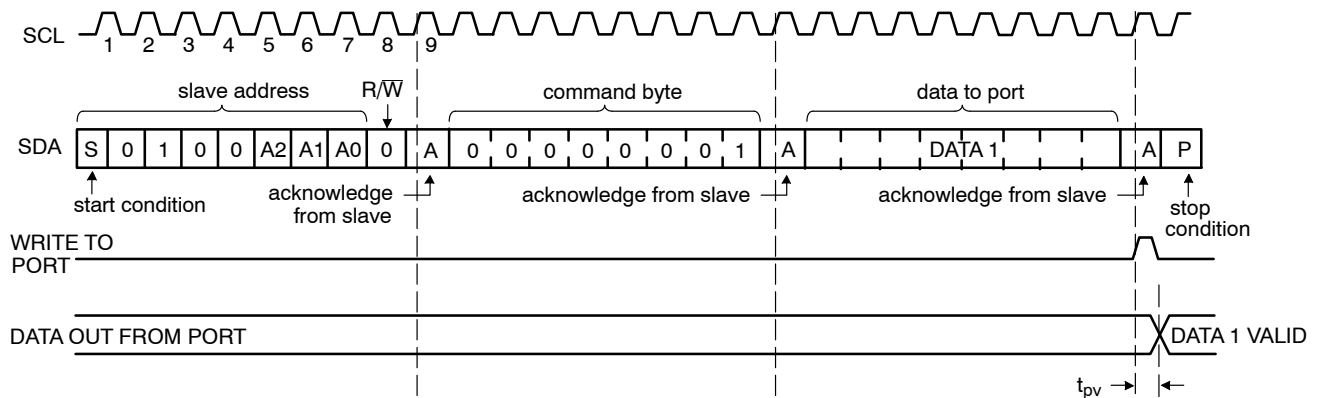 SCL
1 2 3 4 5 6 7 8 9
slave address
R/W̅
command byte
data to port
SDA
S 0 1 0 0 A2 A1 A0 0 A 0 0 0 0 0 0 0 1 A DATA 1 A P
start condition
acknowledge
from slave
acknowledge from slave
acknowledge from slave
stop
condition
WRITE TO
PORT
DATA OUT FROM PORT
DATA 1 VALID
tpv